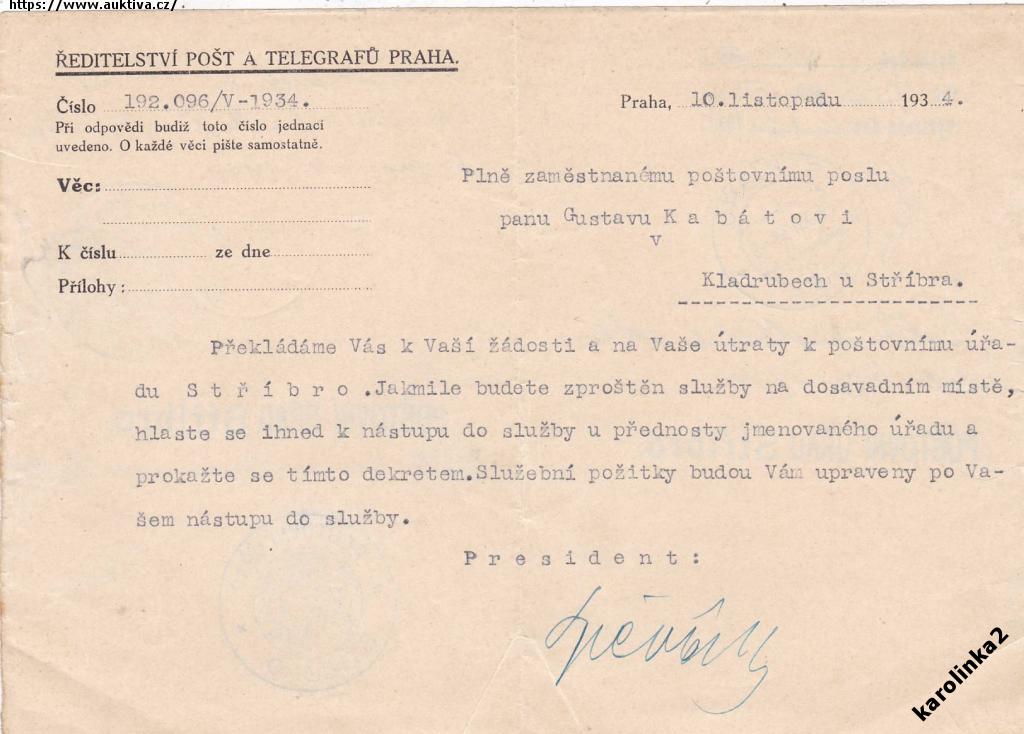 https://www.auktiva.cz/
ŘEDITELSTVÍ POŠT A TELEGRAFŮ PRAHA.
Číslo 192.096/V-1934.
Při odpovědi budiž toto číslo jednací
uvedeno. O každé věci pište samostatně.
Věc:
K číslu ze dne
Přílohy:
Praha, 10.listopadu 1934.
Plně zaměstnanému poštovnímu poslu
panu Gustavu K a b á t o v i
v
Kladrubech u Stříbra.
Překládáme Vás k Vaší žádosti a na Vaše útraty k poštovnímu úřa-
du S t ř í b r o .Jakmile budete zproštěn služby na dosavadním místě,
hlaste se ihned k nástupu do služby u přednosty jmenovaného úřadu a
prokažte se tímto dekretem.Služební požitky budou Vám upraveny po Va-
šem nástupu do služby.
P r e s i d e n t :
karolinka2